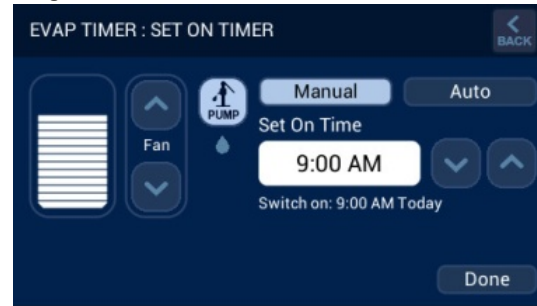 EVAP TIMER : SET ON TIMER
BACK
Fan
PUMP
Manual
Auto
Set On Time
9:00 AM
Switch on: 9:00 AM Today
Done